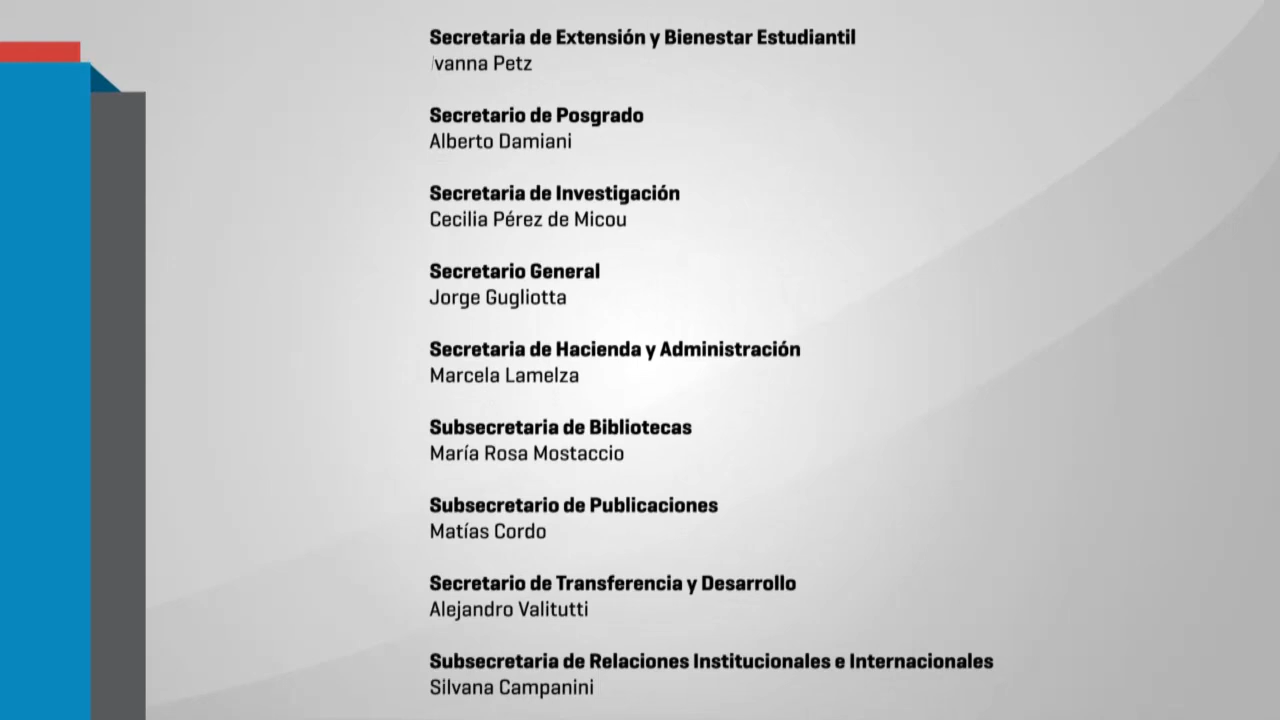 Secretaria de Extensión y Bienestar Estudiantil
Ivanna Petz
Secretario de Posgrado
Alberto Damiani
Secretaria de Investigación
Cecilia Pérez de Micou
Secretario General
Jorge Gugliotta
Secretaria de Hacienda y Administración
Marcela Lamelza
Subsecretaria de Bibliotecas
María Rosa Mostaccio
Subsecretario de Publicaciones
Matías Cordo
Secretario de Transferencia y Desarrollo
Alejandro Valitutti
Subsecretaria de Relaciones Institucionales e Internacionales
Silvana Campanini